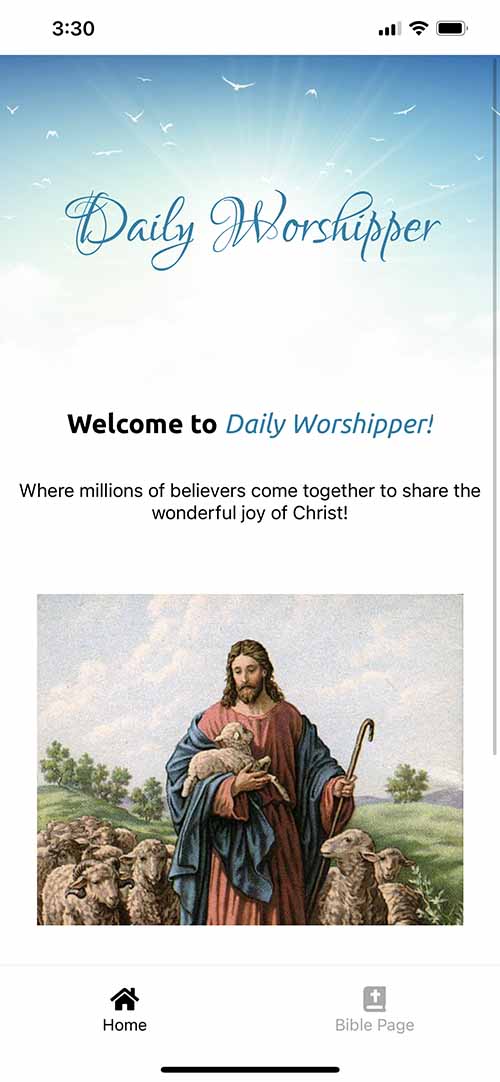 3:30
Daily Worshipper
Welcome to Daily Worshipper!
Where millions of believers come together to share the
wonderful joy of Christ!
Home
Bible Page